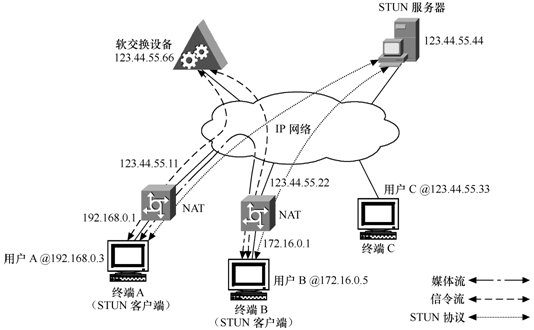 STUN 服务器
软交换设备
123.44.55.66
123.44.55.44
IP 网络
123.44.55.11
123.44.55.22
用户 C @123.44.55.33
192.168.0.1
NAT
NAT
172.16.0.1
终端C
用户 A @192.168.0.3
用户 B @172.16.0.5
终端A
(STUN 客户端)
终端B
(STUN 客户端)
媒体流
信令流
STUN 协议